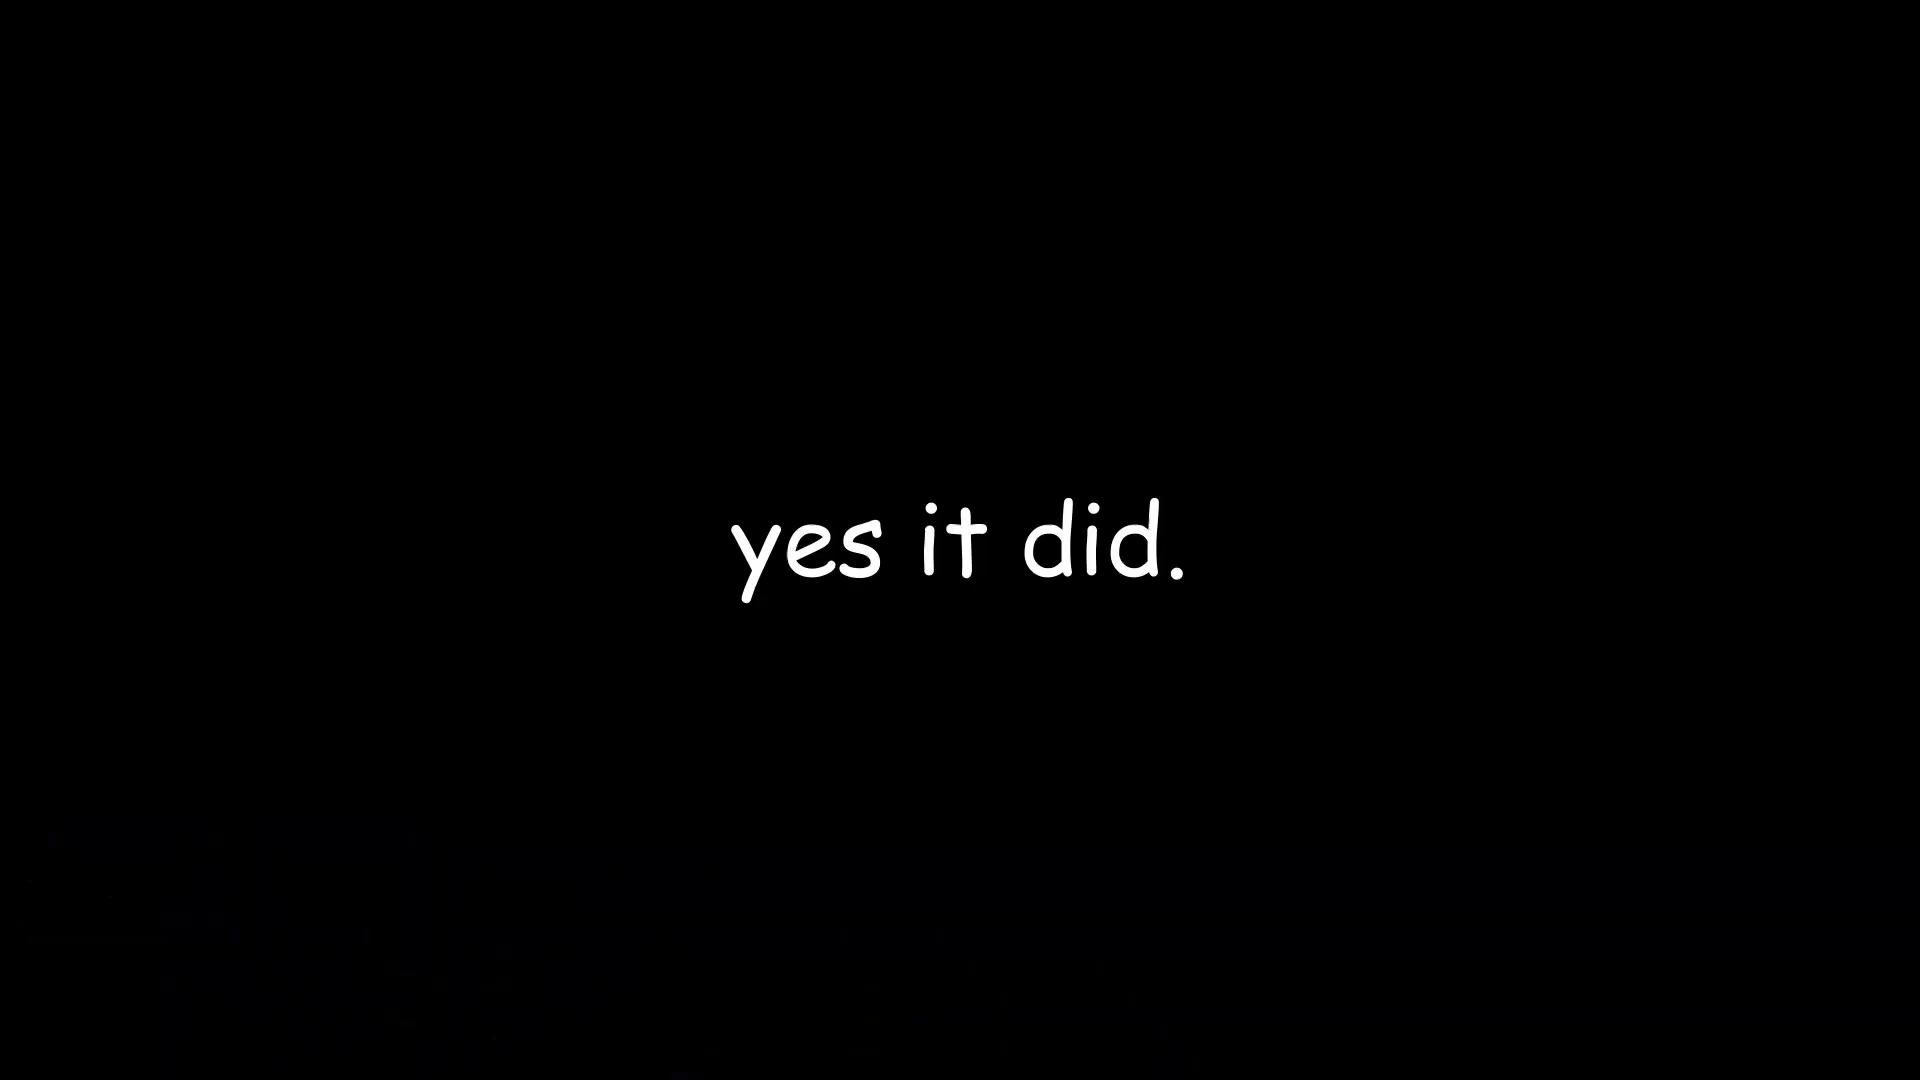 yes it did.